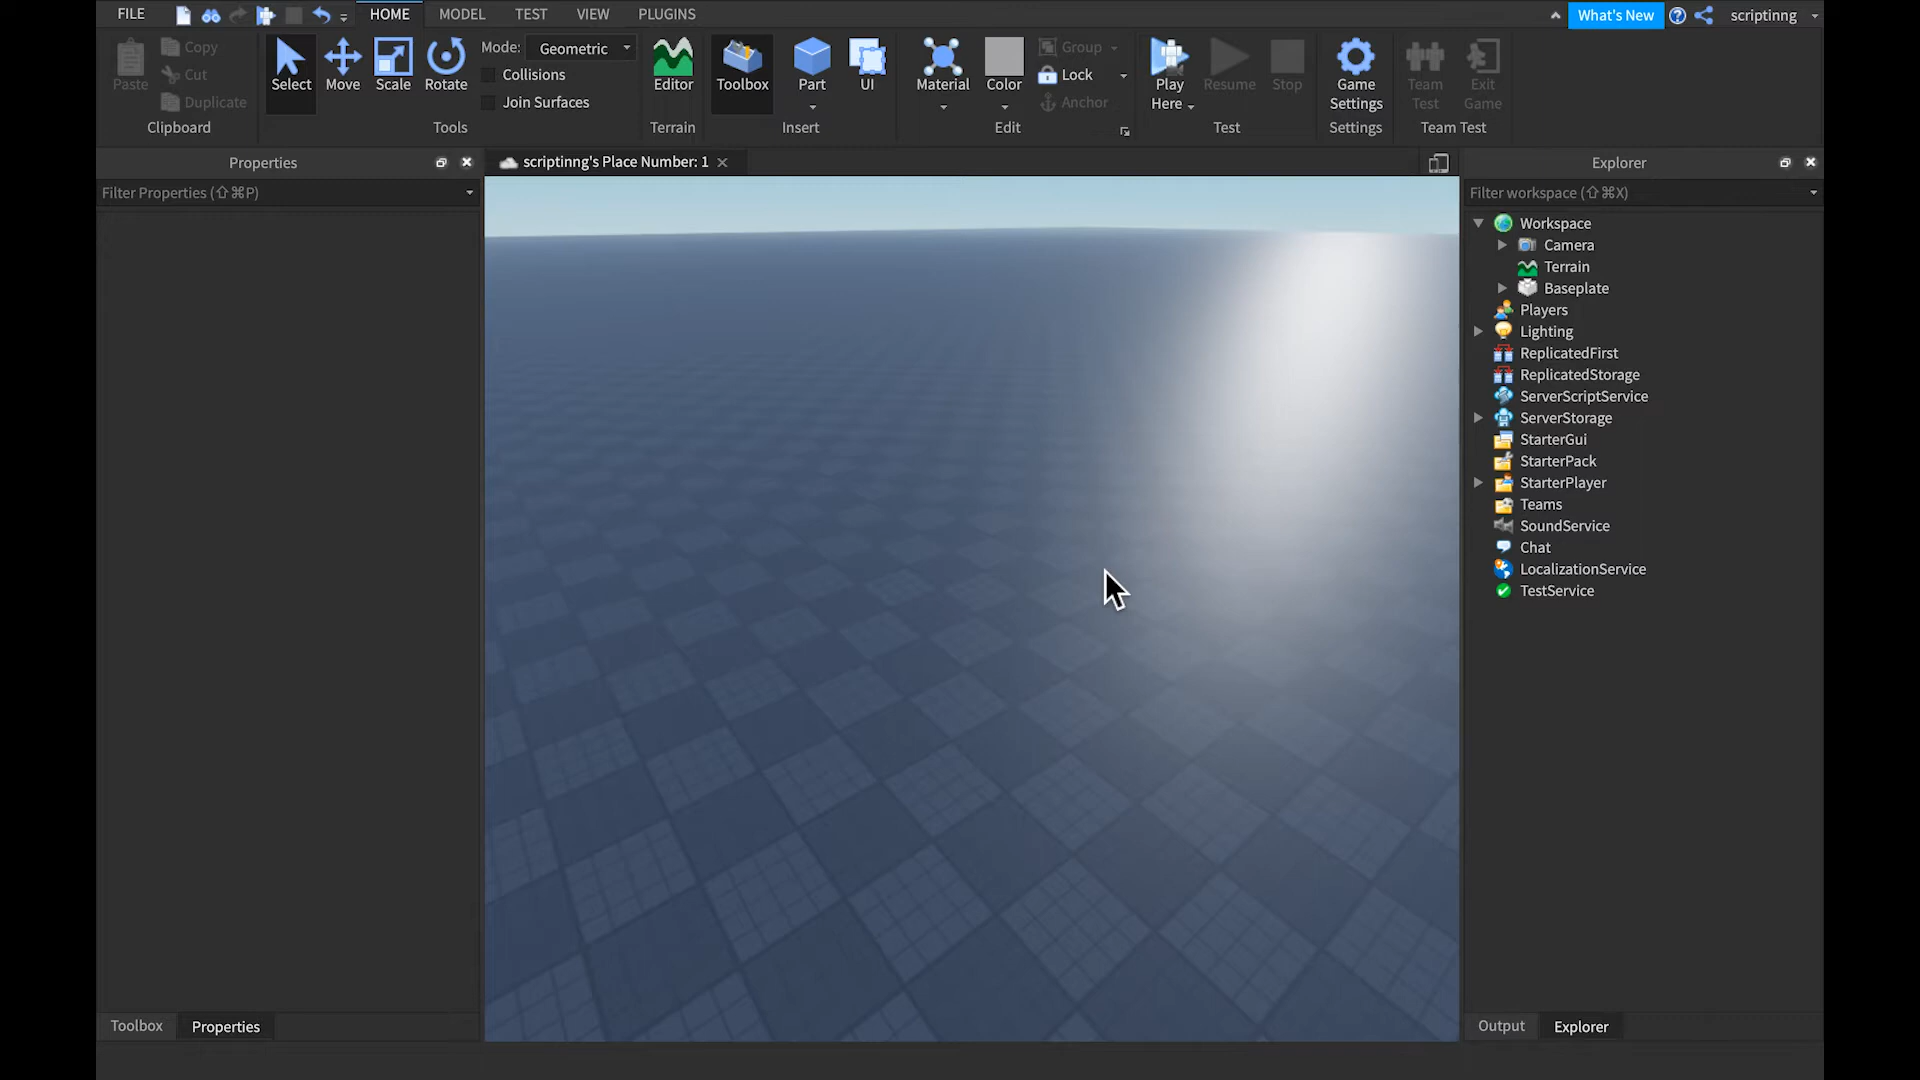 FILE HOME MODEL TEST VIEW PLUGINS What's New scriptinng
Paste Copy Cut Duplicate
Clipboard
Select Move Scale Rotate Mode: Geometric
Collisions
Join Surfaces
Tools
Editor
Terrain
Toolbox Part UI
Insert
Material Color Group Lock Anchor
Edit
Play Here Resume Stop
Test
Game Settings
Settings
Team Test Exit Game
Team Test
Properties
Filter Properties (⇧⌘P)
scriptinng's Place Number: 1
Explorer
Filter workspace (⇧⌘X)
Workspace
Camera
Terrain
Baseplate
Players
Lighting
ReplicatedFirst
ReplicatedStorage
ServerScriptService
ServerStorage
StarterGui
StarterPack
StarterPlayer
Teams
SoundService
Chat
LocalizationService
TestService
Toolbox Properties
Output Explorer